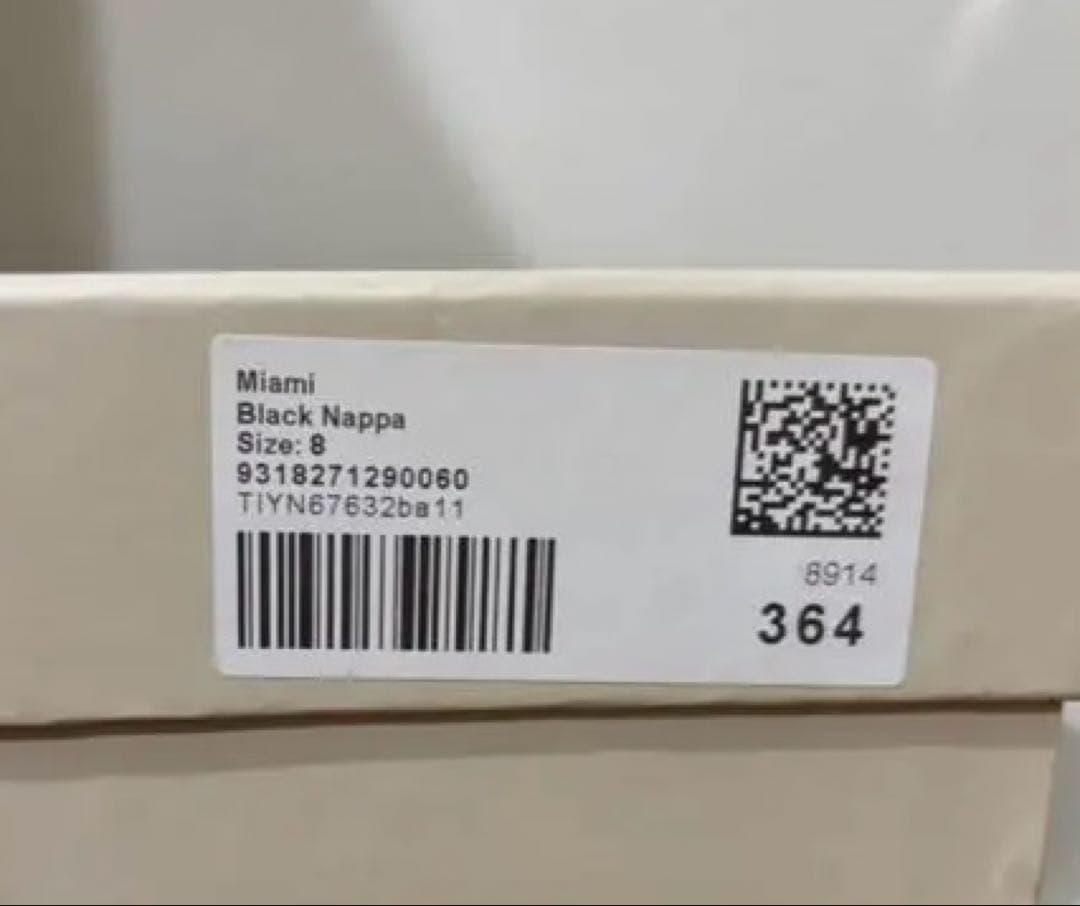 Miami
Black Nappa
Size: 8
9318271290060
TIYN67632ba11
8914
364